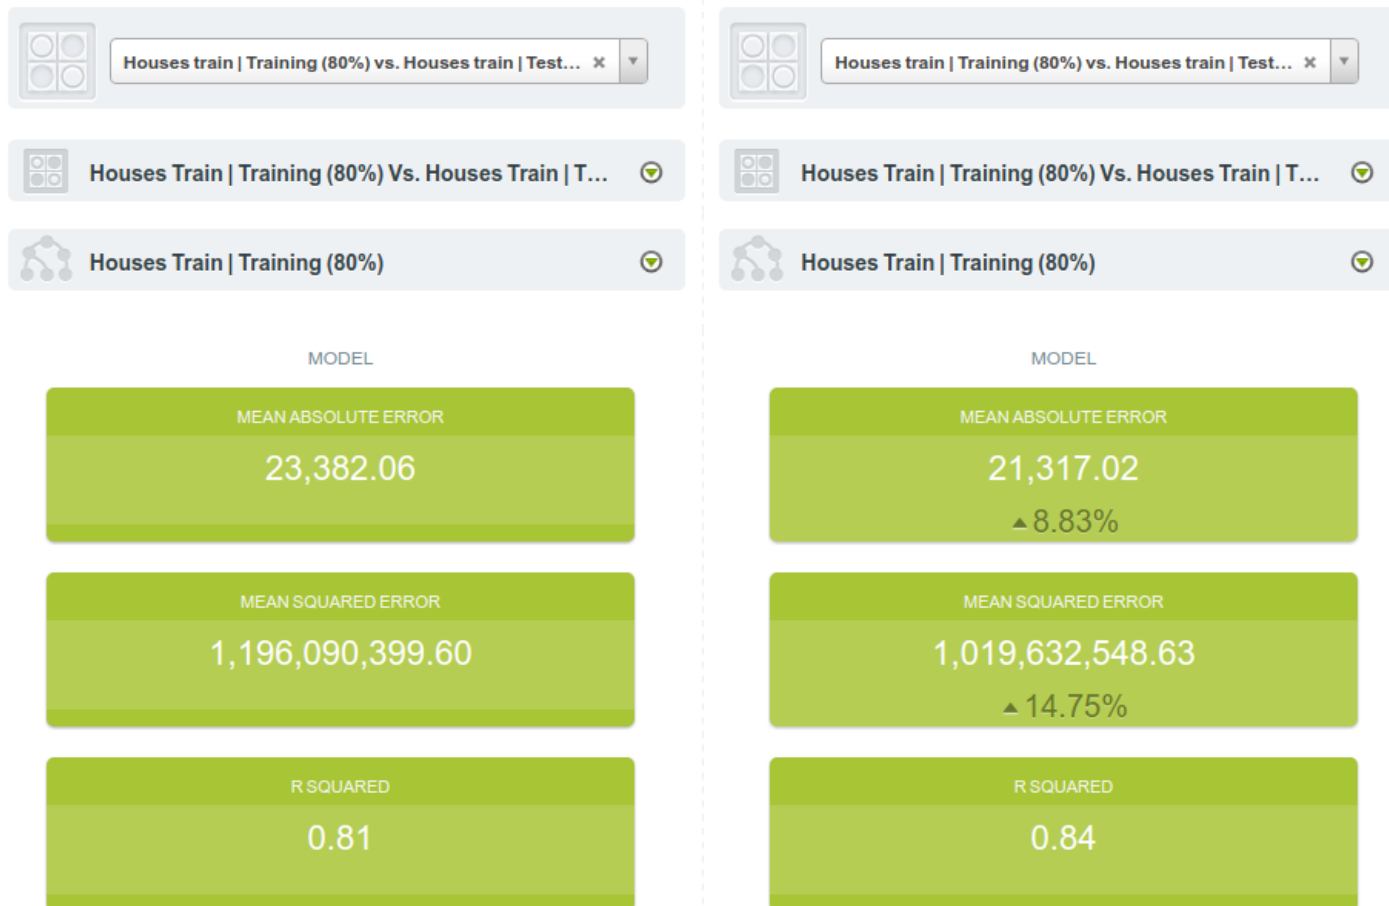 Houses train | Training (80%) vs. Houses train | Test...
Houses Train | Training (80%) Vs. Houses Train | T...
Houses Train | Training (80%)
MODEL
MEAN ABSOLUTE ERROR
23,382.06
MEAN SQUARED ERROR
1,196,090,399.60
R SQUARED
0.81
Houses train | Training (80%) vs. Houses train | Test...
Houses Train | Training (80%) Vs. Houses Train | T...
Houses Train | Training (80%)
MODEL
MEAN ABSOLUTE ERROR
21,317.02
8.83%
MEAN SQUARED ERROR
1,019,632,548.63
14.75%
R SQUARED
0.84